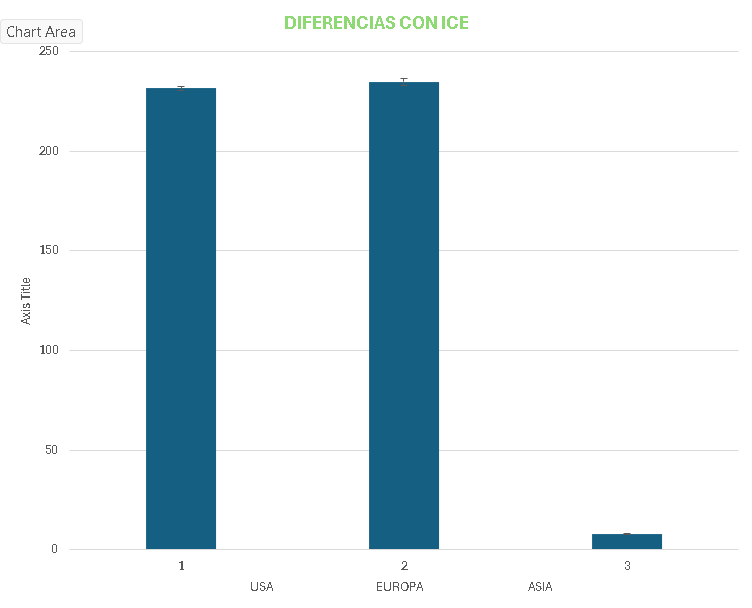 DIFERENCIAS CON ICE
Chart Area
250
200
150
100
50
0
Axis Title
1 2 3
USA EUROPA ASIA